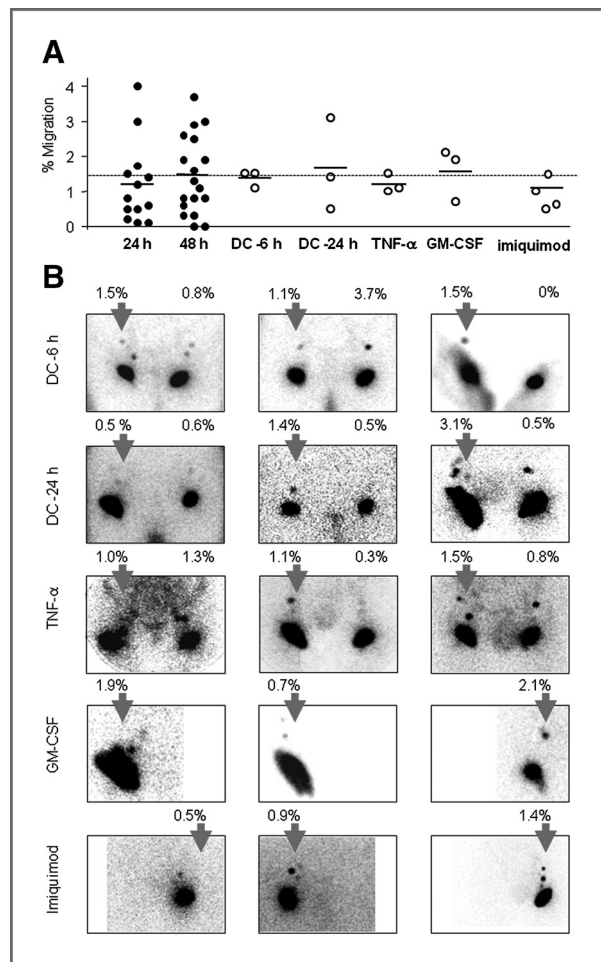 A
% Migration
4
3
2
1
0
24 h 48 h DC -6 h DC -24 h TNF-α GM-CSF imiquimod
B
1.5% 0.8% 1.1% 3.7% 1.5% 0%
DC-6 h
0.5% 0.6% 1.4% 0.5% 3.1% 0.5%
DC-24 h
1.0% 1.3% 1.1% 0.3% 1.5% 0.8%
TNF-α
1.9% 0.7% 2.1%
GM-CSF
0.5% 0.9% 1.4%
Imiquimod